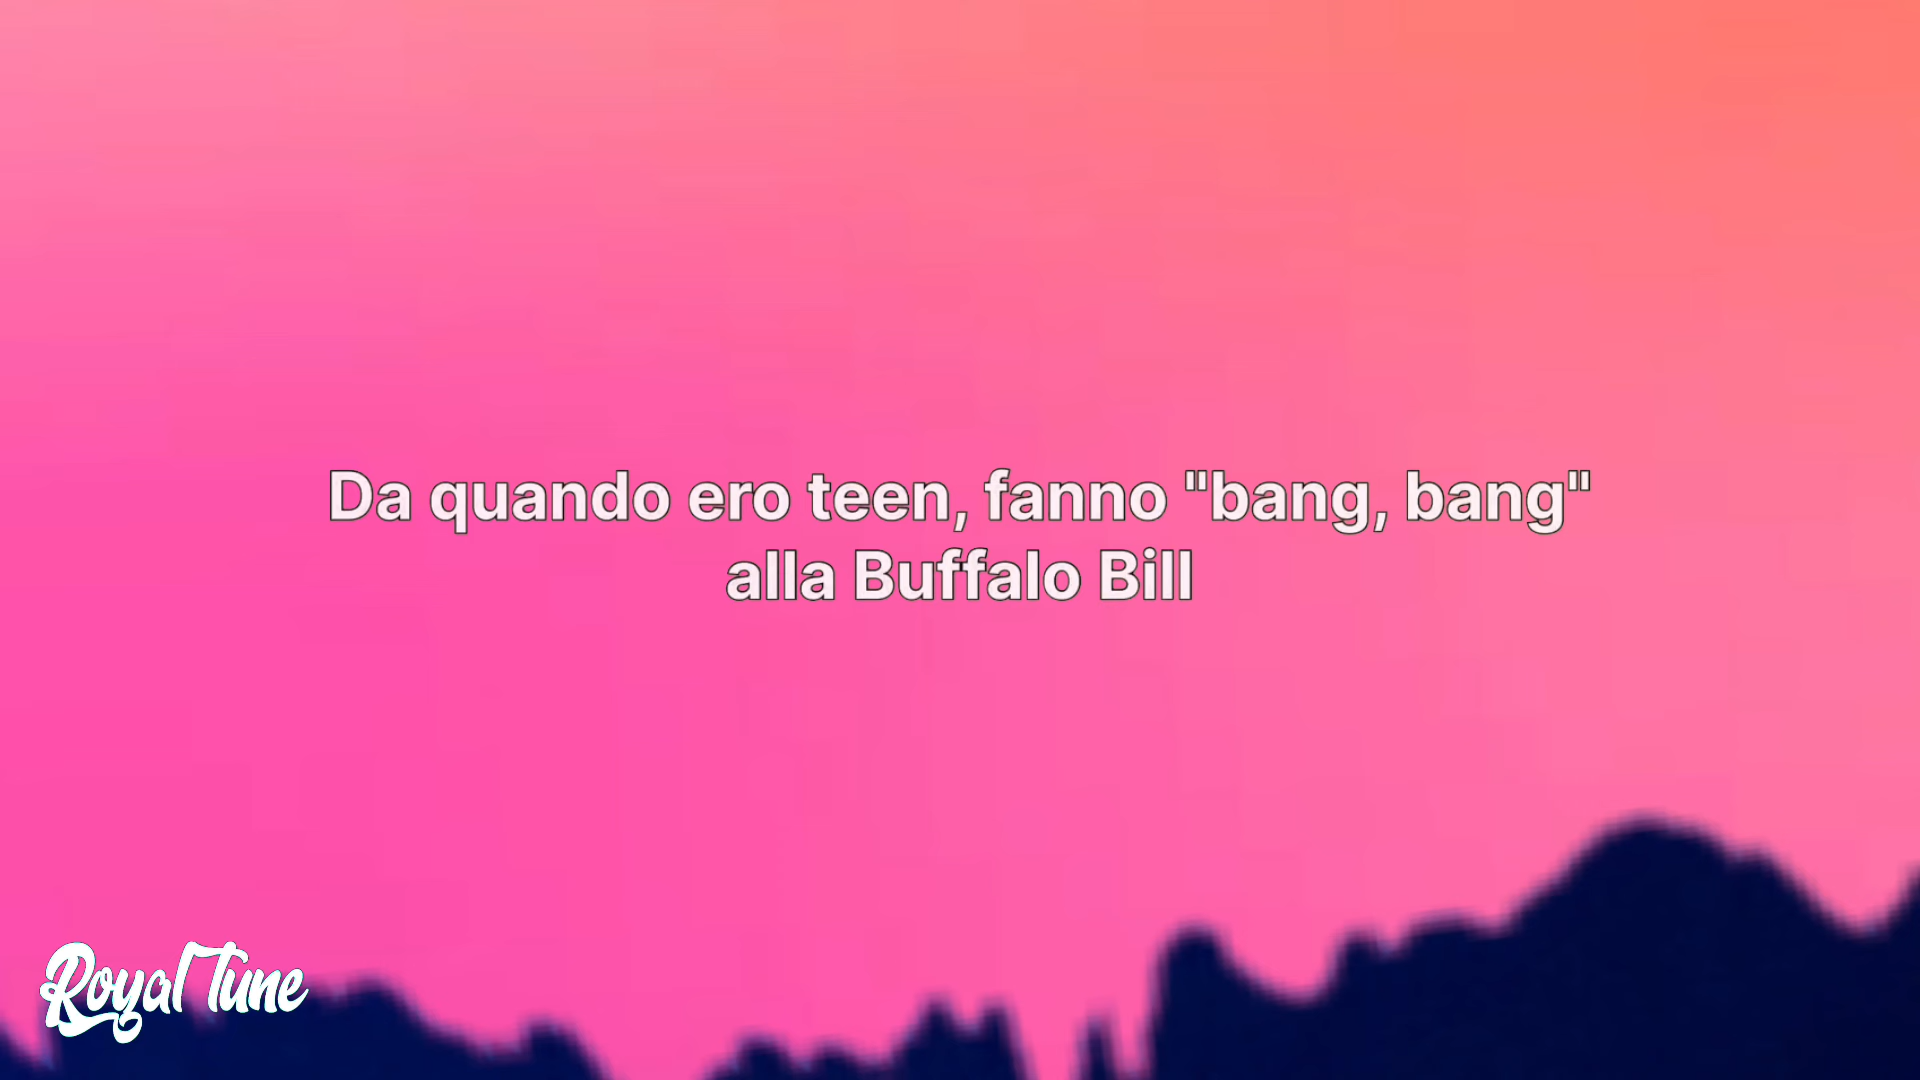 Da quando ero teen, fanno "bang, bang"
alla Buffalo Bill
Royal Tune